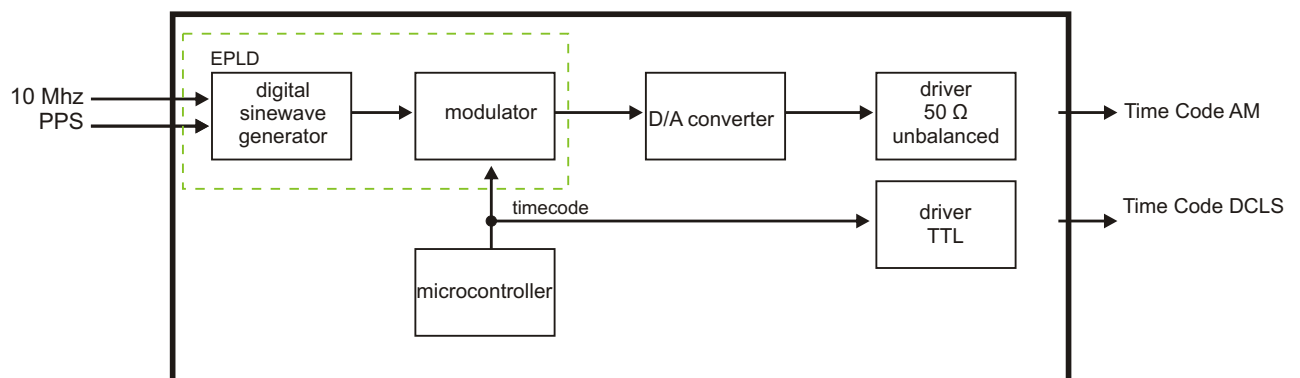 EPLD
10 Mhz
PPS
digital
sinewave
generator
modulator
D/A converter
driver
50 Ω
unbalanced
Time Code AM
timecode
driver
TTL
Time Code DCLS
microcontroller